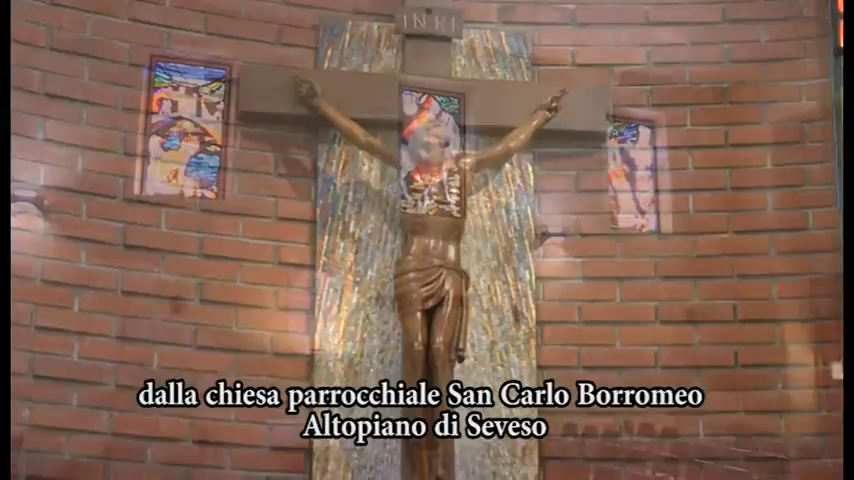 INRI
dalla chiesa parrocchiale San Carlo Borromeo
Altopiano di Seveso